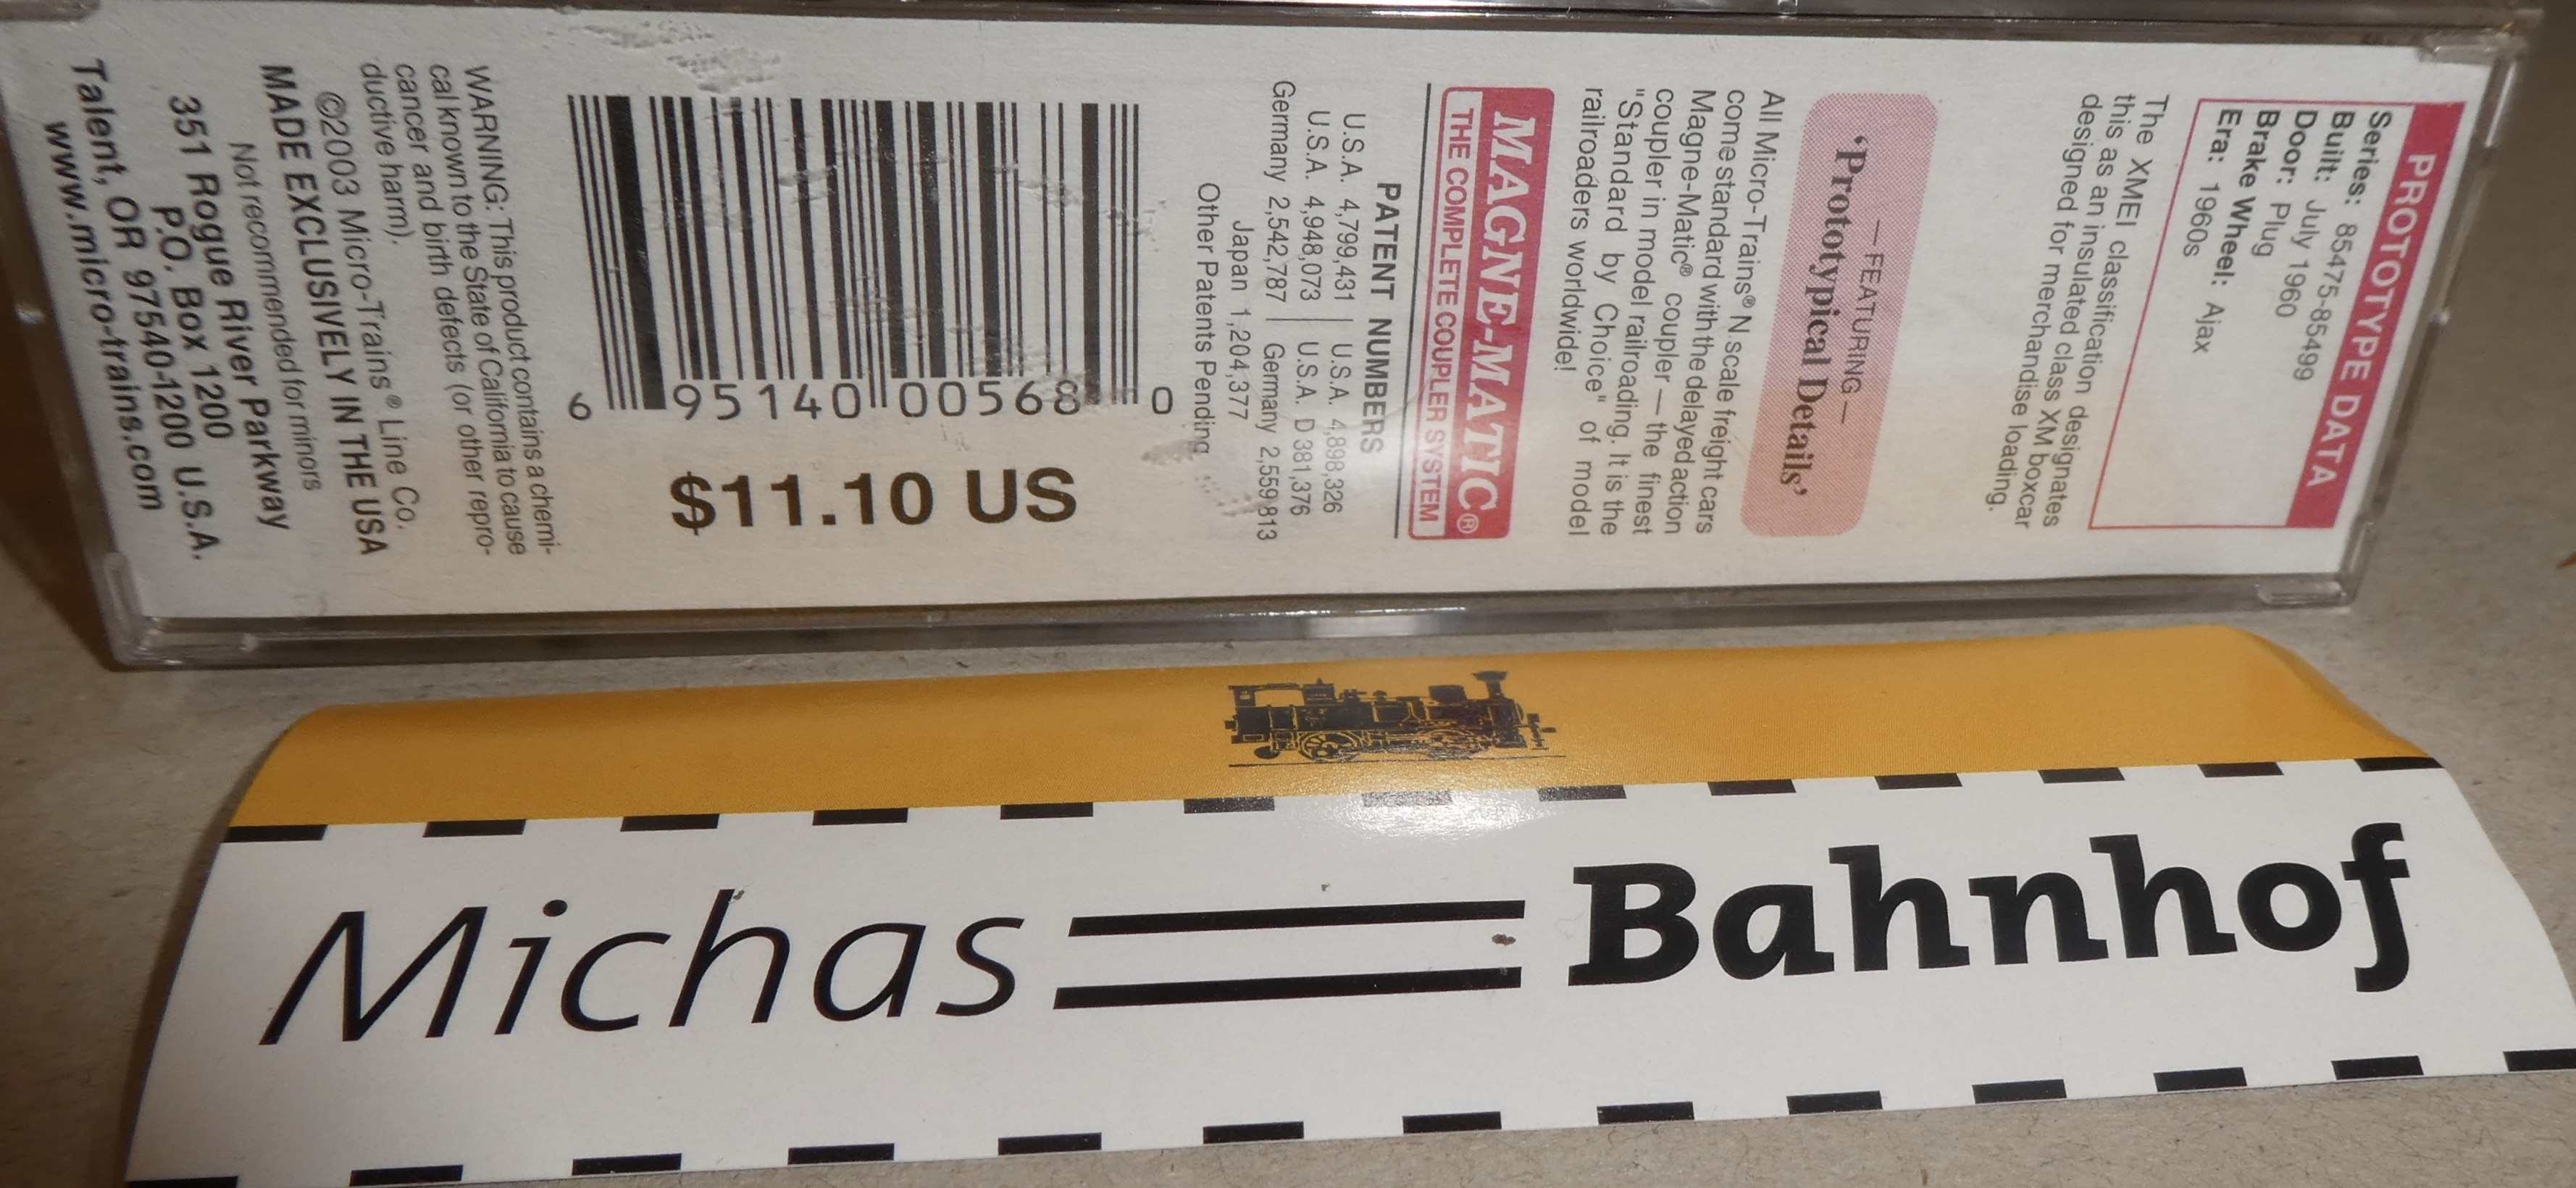 PROTOTYPE DATA
Series: 85475-85499
Built: July 1960
Door: Plug
Brake Wheel: Ajax
Era: 1960s
The XMEI classification designates
this as an insulated class XM boxcar
designed for merchandise loading.
—FEATURING—
'Prototypical Details'
All Micro-Trains® N scale freight cars
come standard with the delayed action
Magne-Matic® coupler — the finest
coupler in model railroading. It is the
"Standard by Choice" of model
railroaders worldwide!
MAGNE-MATIC®
THE COMPLETE COUPLER SYSTEM
PATENT NUMBERS
U.S.A. 4,799,431 | U.S.A. 4,898,326
U.S.A. 4,948,073 | U.S.A. D 381,376
Germany 2,542,787 | Germany 2,559,813
Japan 1,204,377
Other Patents Pending
6 95140 00568 0
$11.10 US
WARNING: This product contains a chemi-
cal known to the State of California to cause
cancer and birth defects (or other repro-
ductive harm).
©2003 Micro-Trains® Line Co.
MADE EXCLUSIVELY IN THE USA
Not recommended for minors
351 Rogue River Parkway
P.O. Box 1200
Talent, OR 97540-1200 U.S.A.
www.micro-trains.com
Michas Bahnhof